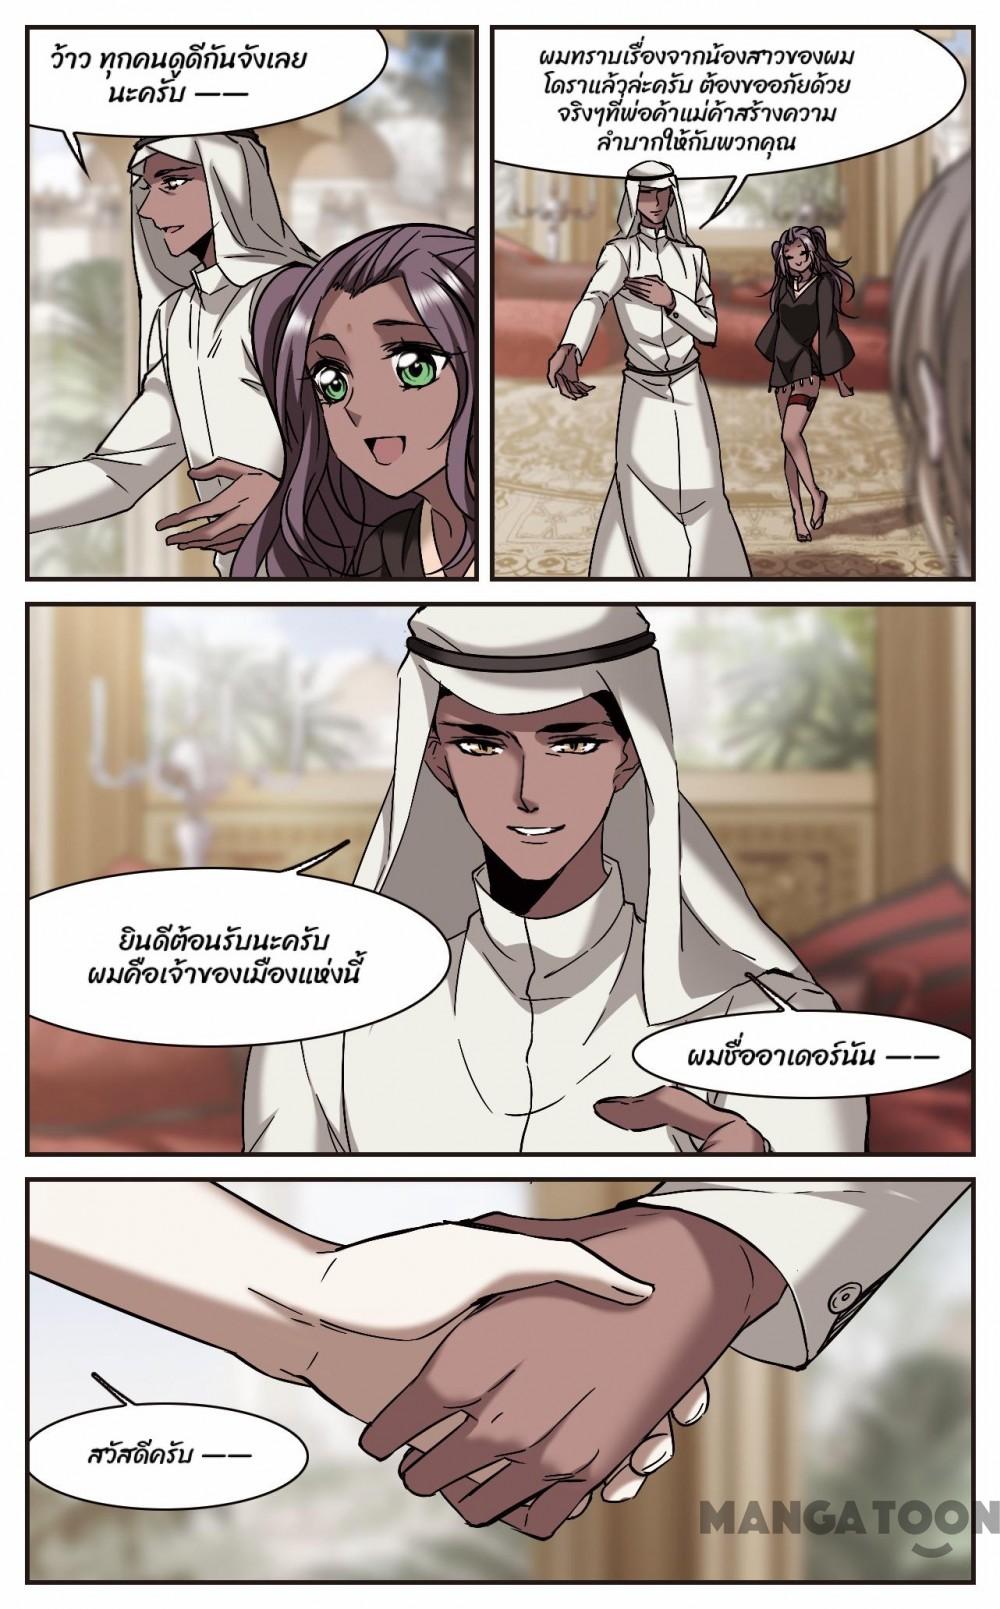 ว้าว ทุกคนดูดีกันจังเลย
นะครับ ——
ผมทราบเรื่องจากน้องสาวของผม
โดราแล้วล่ะครับ ต้องขออภัยด้วย
จริงๆที่พ่อค้าแม่ค้าสร้างความ
ลำบากให้กับพวกคุณ
ยินดีต้อนรับนะครับ
ผมคือเจ้าของเมืองแห่งนี้
ผมชื่ออาเดอร์นัน ——
สวัสดีครับ ——
MANGATOON